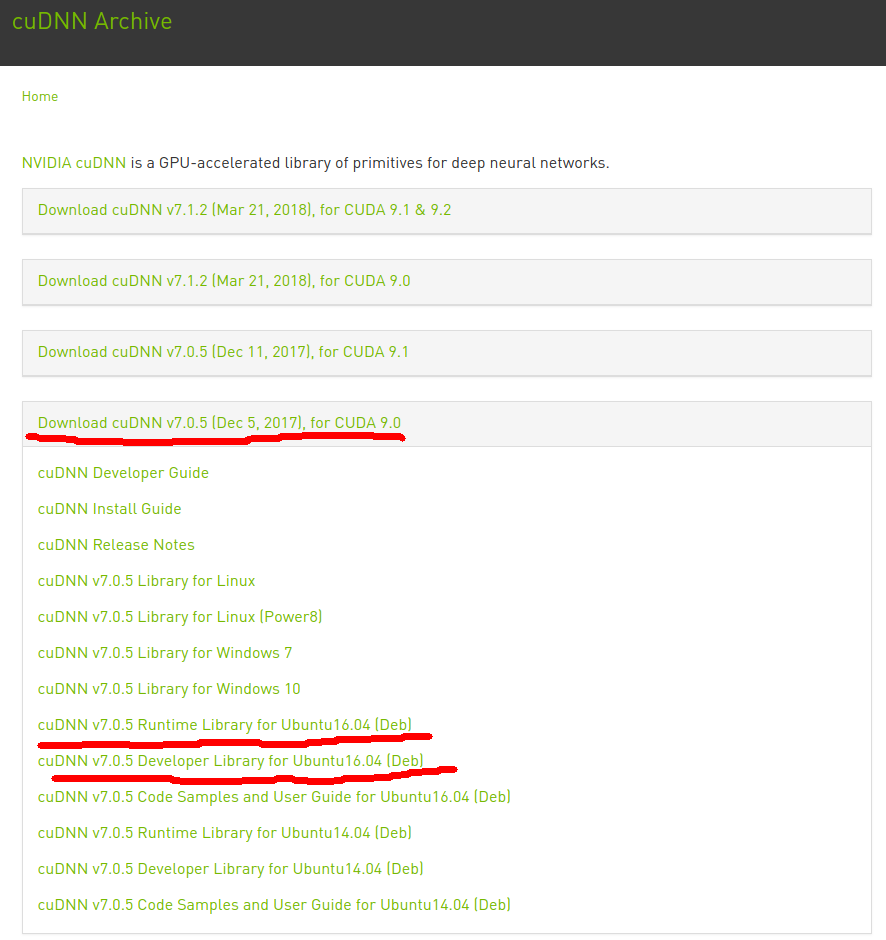 cuDNN Archive
Home
NVIDIA cuDNN is a GPU-accelerated library of primitives for deep neural networks.
Download cuDNN v7.1.2 (Mar 21, 2018), for CUDA 9.1 & 9.2
Download cuDNN v7.1.2 (Mar 21, 2018), for CUDA 9.0
Download cuDNN v7.0.5 (Dec 11, 2017), for CUDA 9.1
Download cuDNN v7.0.5 (Dec 5, 2017), for CUDA 9.0
cuDNN Developer Guide
cuDNN Install Guide
cuDNN Release Notes
cuDNN v7.0.5 Library for Linux
cuDNN v7.0.5 Library for Linux (Power8)
cuDNN v7.0.5 Library for Windows 7
cuDNN v7.0.5 Library for Windows 10
cuDNN v7.0.5 Runtime Library for Ubuntu16.04 (Deb)
cuDNN v7.0.5 Developer Library for Ubuntu16.04 (Deb)
cuDNN v7.0.5 Code Samples and User Guide for Ubuntu16.04 (Deb)
cuDNN v7.0.5 Runtime Library for Ubuntu14.04 (Deb)
cuDNN v7.0.5 Developer Library for Ubuntu14.04 (Deb)
cuDNN v7.0.5 Code Samples and User Guide for Ubuntu14.04 (Deb)